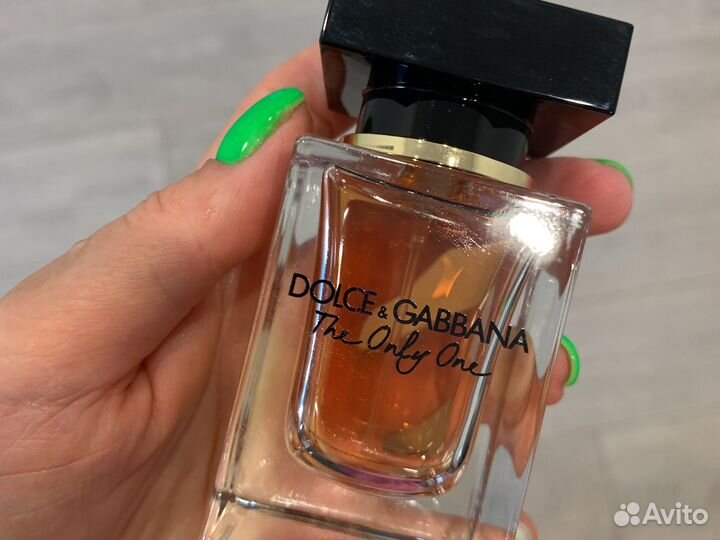 DOLCE & GABBANA
The Only One
Avito